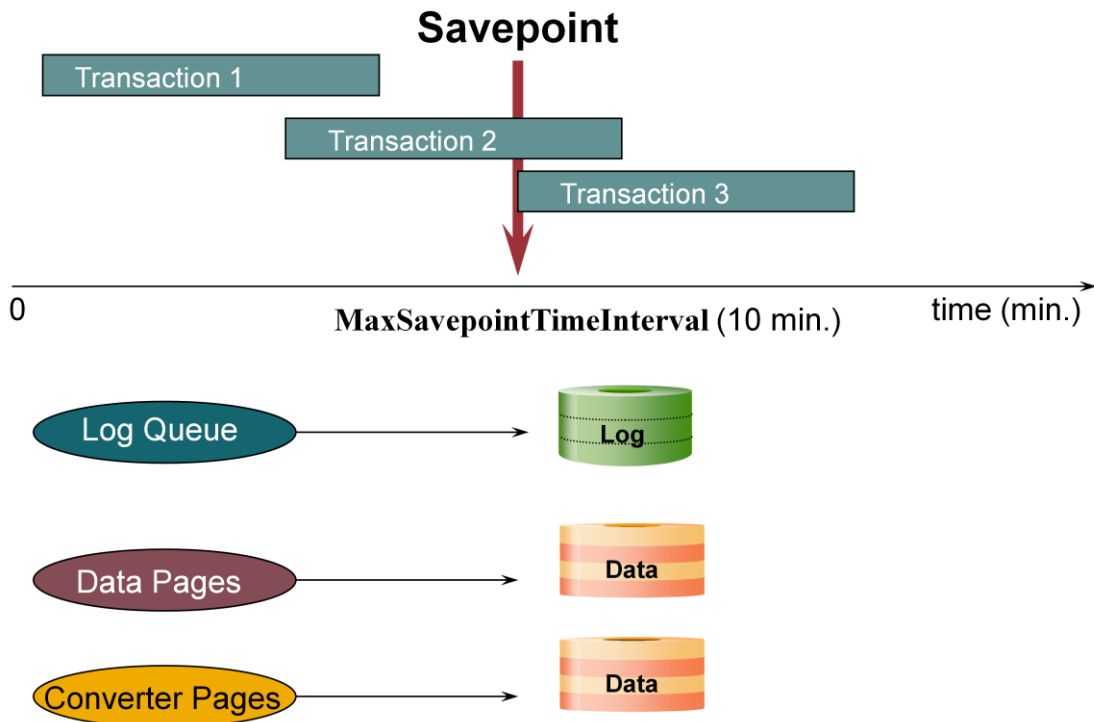 Savepoint
Transaction 1
Transaction 2
Transaction 3
0
MaxSavepointTimeInterval (10 min.)
time (min.)
Log Queue
Log
Data Pages
Data
Converter Pages
Data